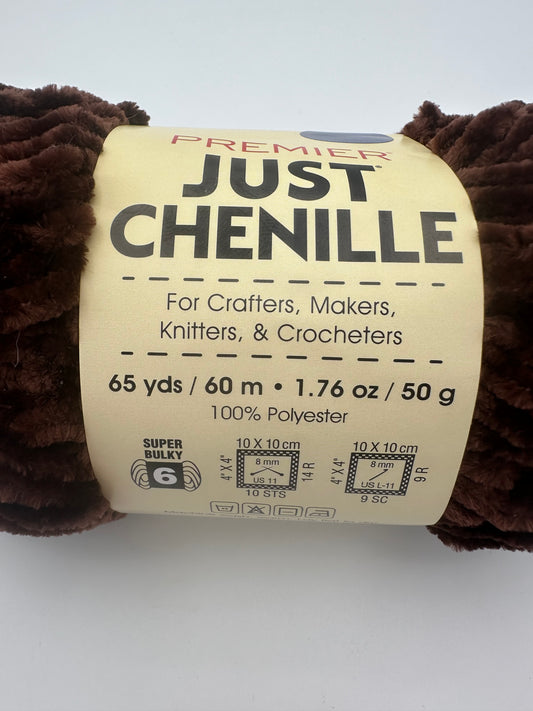 PREMIER
JUST
CHENILLE
For Crafters, Makers,
Knitters, & Crocheters
65 yds / 60 m • 1.76 oz / 50 g
100% Polyester
SUPER
BULKY
6
10 X 10 cm
4" X 4"
8 mm
US 11
14 R
10 STS
10 X 10 cm
4" X 4"
8 mm
US L-11
9 R
9 SC